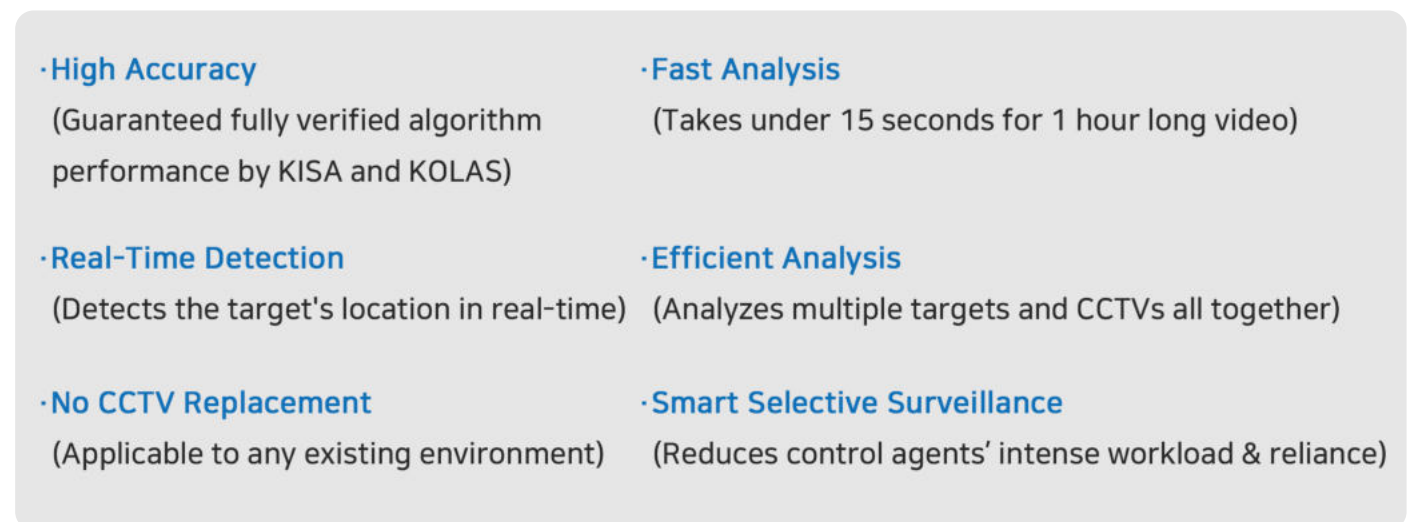 ·High Accuracy
(Guaranteed fully verified algorithm
performance by KISA and KOLAS)
·Fast Analysis
(Takes under 15 seconds for 1 hour long video)
·Real-Time Detection
(Detects the target's location in real-time)
·Efficient Analysis
(Analyzes multiple targets and CCTVs all together)
·No CCTV Replacement
(Applicable to any existing environment)
·Smart Selective Surveillance
(Reduces control agents’ intense workload & reliance)